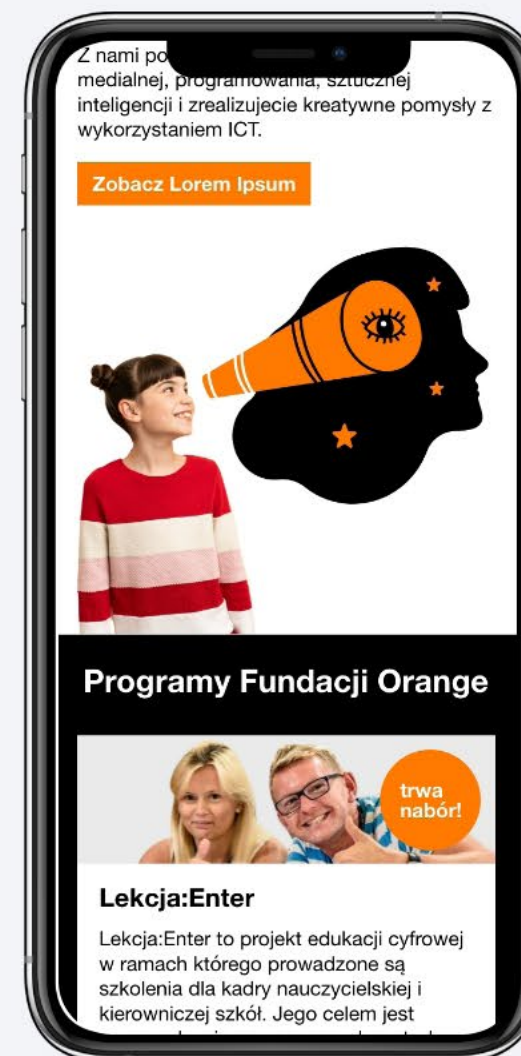 Z nami po
medialnej, programowania, sztucznej
inteligencji i zrealizujecie kreatywne pomysły z
wykorzystaniem ICT.
Zobacz Lorem Ipsum
Programy Fundacji Orange
trwa
nabór!
Lekcja:Enter
Lekcja:Enter to projekt edukacji cyfrowej
w ramach którego prowadzone są
szkolenia dla kadry nauczycielskiej i
kierowniczej szkół. Jego celem jest